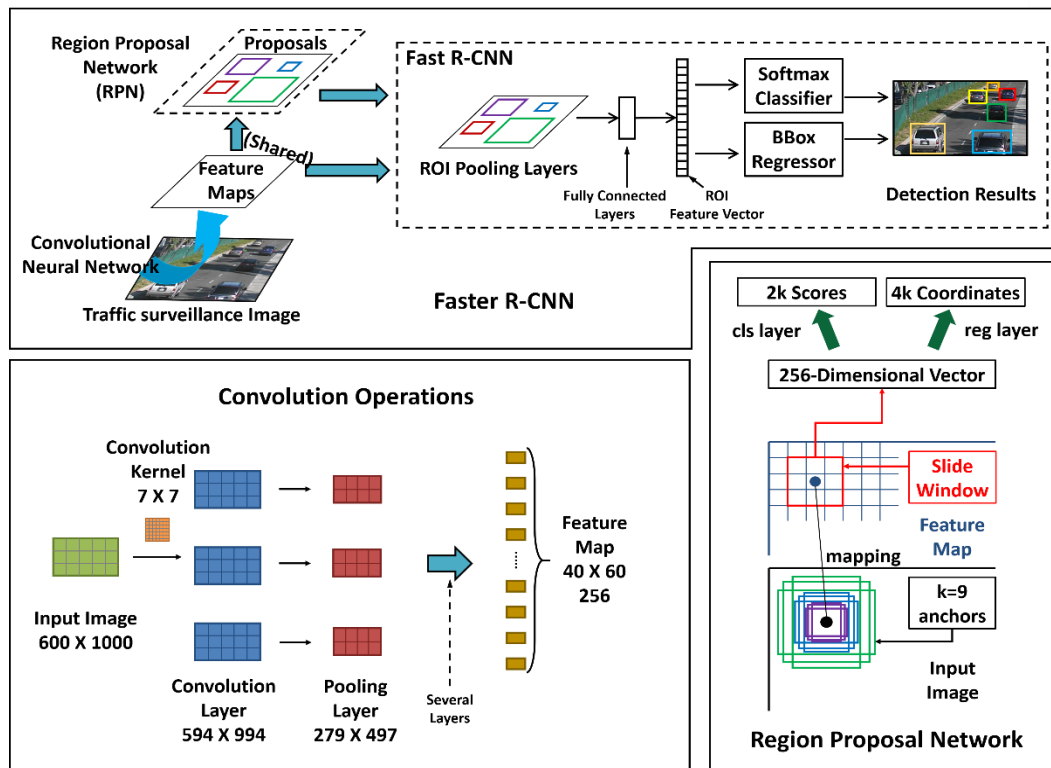 Region Proposal
Network
(RPN)
Proposals
(Shared)
Feature
Maps
Convolutional
Neural Network
Traffic surveillance Image
Faster R-CNN
Fast R-CNN
ROI Pooling Layers
Fully Connected
Layers
ROI
Feature Vector
Softmax
Classifier
BBox
Regressor
Detection Results
Convolution Operations
Convolution
Kernel
7 X 7
Input Image
600 X 1000
Convolution
Layer
594 X 994
Pooling
Layer
279 X 497
Several
Layers
Feature
Map
40 X 60
256
2k Scores
4k Coordinates
cls layer
reg layer
256-Dimensional Vector
Slide
Window
Feature
Map
mapping
k=9
anchors
Input
Image
Region Proposal Network